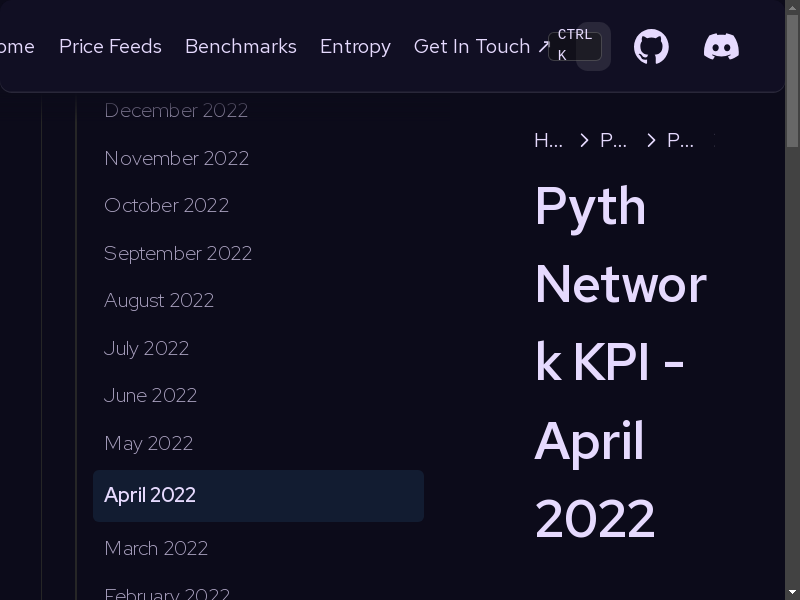 ome Price Feeds Benchmarks Entropy Get In Touch ↗ CTRL K
December 2022
November 2022
October 2022
September 2022
August 2022
July 2022
June 2022
May 2022
April 2022
March 2022
February 2022
H... > P... > P...
Pyth
Networ
k KPI -
April
2022